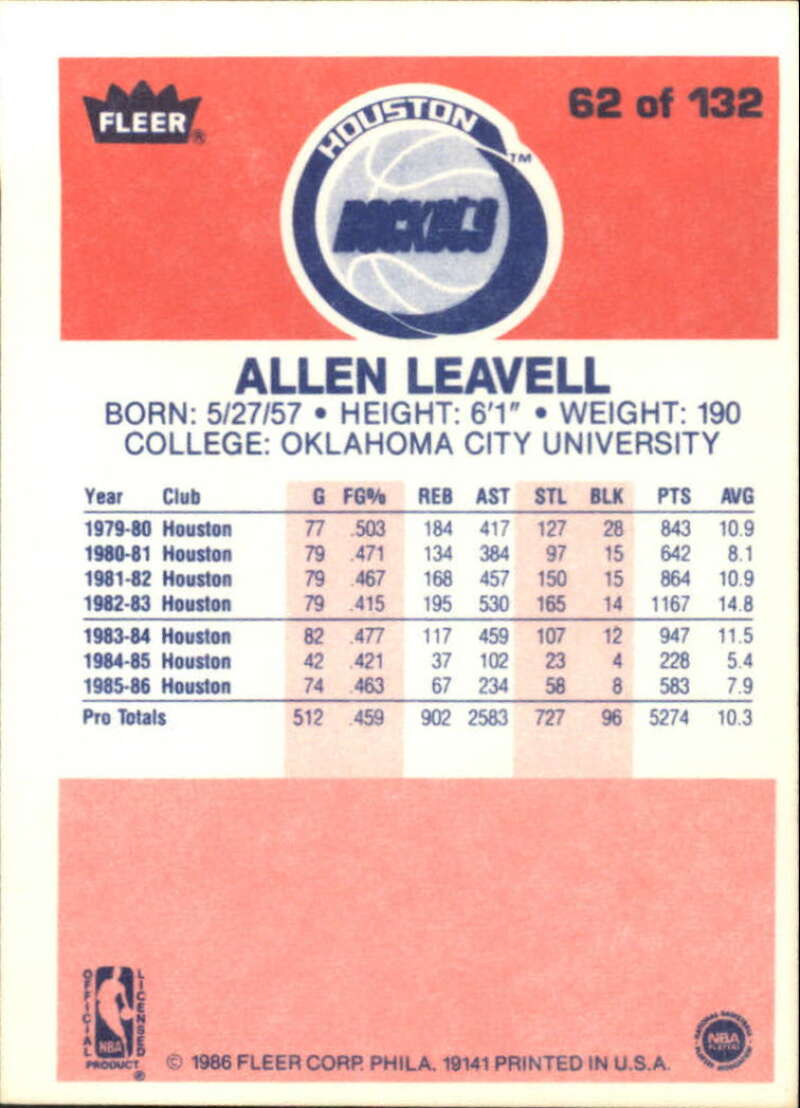 FLEER®
62 of 132
HOUSTON
ROCKETS
TM
ALLEN LEAVELL
BORN: 5/27/57 • HEIGHT: 6'1" • WEIGHT: 190
COLLEGE: OKLAHOMA CITY UNIVERSITY
Year Club G FG% REB AST STL BLK PTS AVG
1979-80 Houston 77 .503 184 417 127 28 843 10.9
1980-81 Houston 79 .471 134 384 97 15 642 8.1
1981-82 Houston 79 .467 168 457 150 15 864 10.9
1982-83 Houston 79 .415 195 530 165 14 1167 14.8
1983-84 Houston 82 .477 117 459 107 12 947 11.5
1984-85 Houston 42 .421 37 102 23 4 228 5.4
1985-86 Houston 74 .463 67 234 58 8 583 7.9
Pro Totals 512 .459 902 2583 727 96 5274 10.3
OFFICIAL LICENSED
NBA
PRODUCT ®
© 1986 FLEER CORP. PHILA. 19141 PRINTED IN U.S.A.
NATIONAL BASKETBALL
NBA
PLAYERS
PLAYERS ASSOCIATION